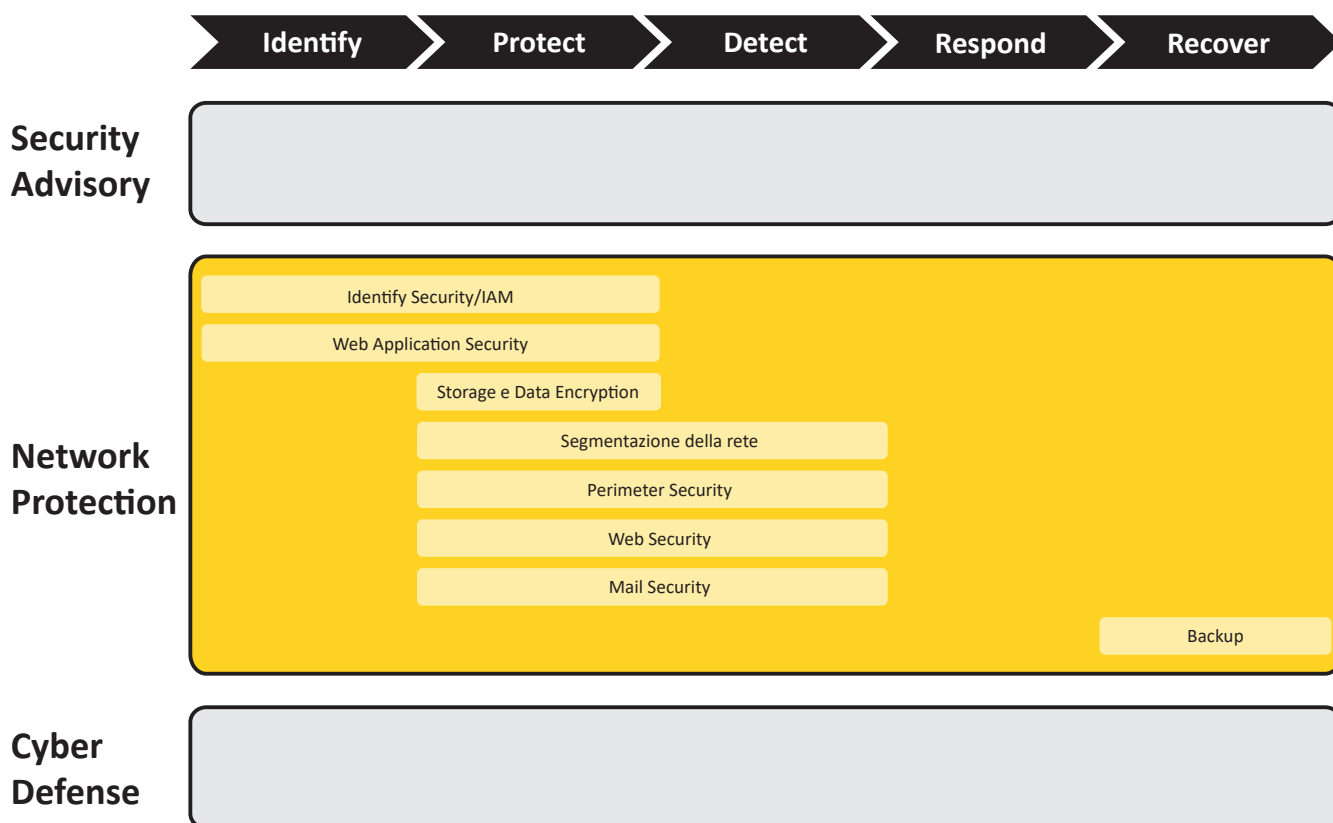 Identify Protect Detect Respond Recover
Security
Advisory
Identify Security/IAM
Web Application Security
Storage e Data Encryption
Segmentazione della rete
Network
Protection
Perimeter Security
Web Security
Mail Security
Backup
Cyber
Defense